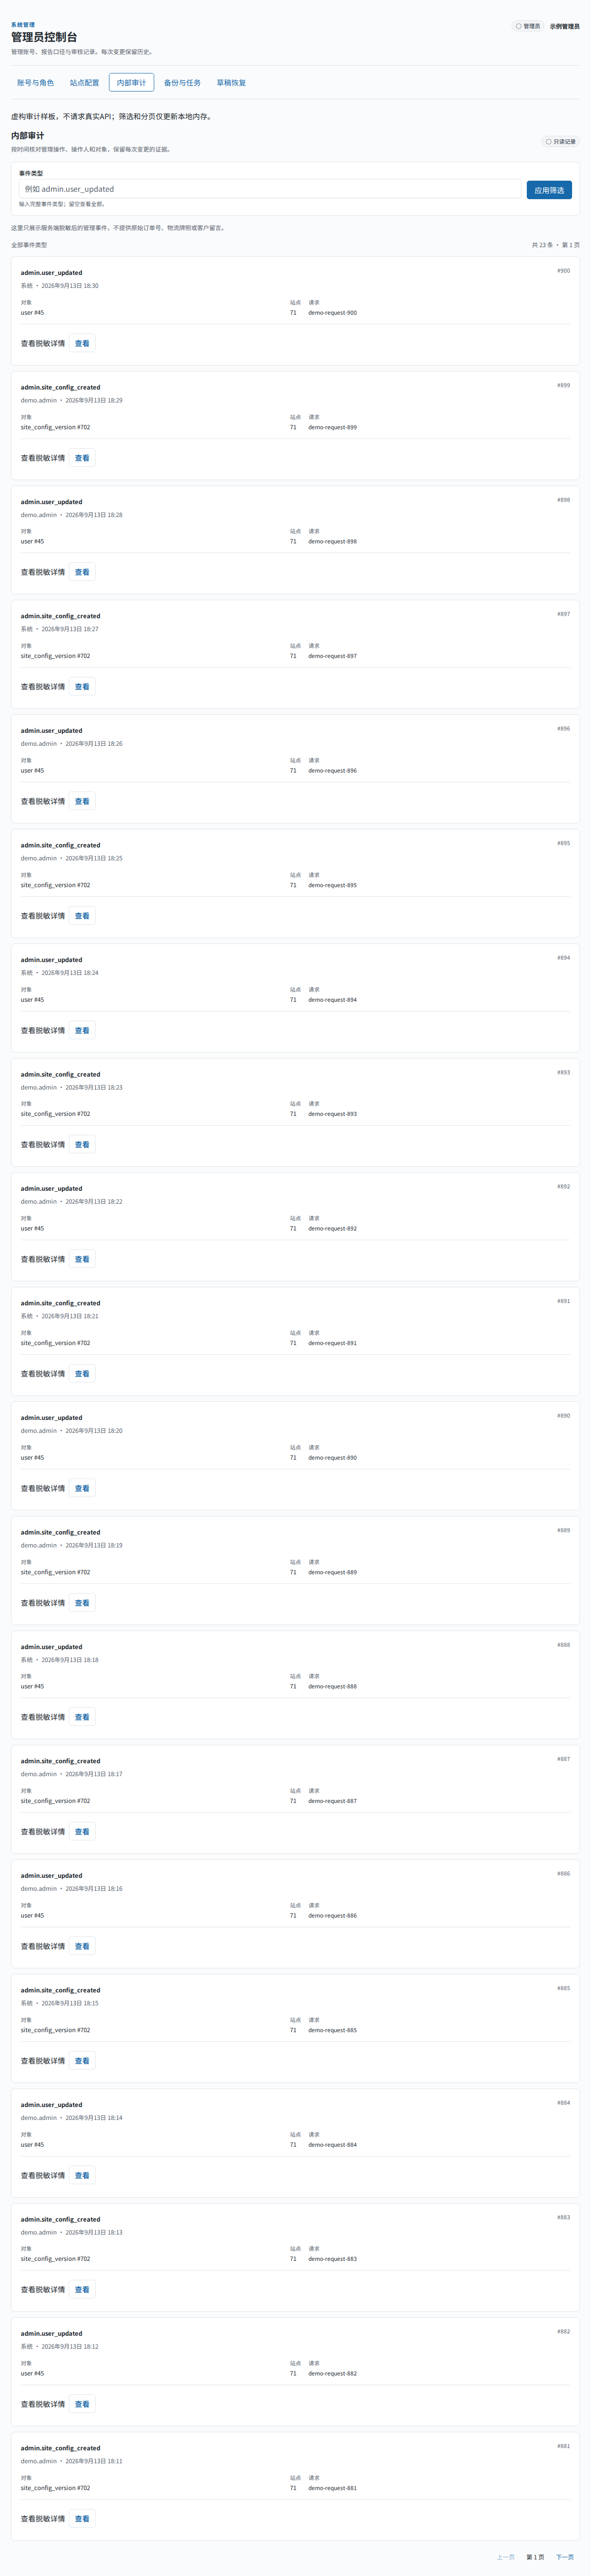 系统管理
管理员控制台
管理账号、报告口径与审核记录。每次变更保留历史。
管理员 示例管理员
账号与角色 站点配置 内部审计 备份与任务 草稿恢复
虚构审计样板，不请求真实API；筛选和分页仅更新本地内存。
内部审计
按时间核对管理操作、操作人和对象，保留每次变更的证据。
只读记录
事件类型
例如 admin.user_updated
应用筛选
输入完整事件类型；留空查看全部。
这里只展示服务端脱敏后的管理事件，不提供原始订单号、物流牌照或客户留言。
全部事件类型 共 23 条 · 第 1 页
admin.user_updated #900
系统 · 2026年9月13日 18:30
对象 站点 请求
user #45 71 demo-request-900
查看脱敏详情 查看
admin.site_config_created #899
demo.admin · 2026年9月13日 18:29
对象 站点 请求
site_config_version #702 71 demo-request-899
查看脱敏详情 查看
admin.user_updated #898
demo.admin · 2026年9月13日 18:28
对象 站点 请求
user #45 71 demo-request-898
查看脱敏详情 查看
admin.site_config_created #897
系统 · 2026年9月13日 18:27
对象 站点 请求
site_config_version #702 71 demo-request-897
查看脱敏详情 查看
admin.user_updated #896
demo.admin · 2026年9月13日 18:26
对象 站点 请求
user #45 71 demo-request-896
查看脱敏详情 查看
admin.site_config_created #895
demo.admin · 2026年9月13日 18:25
对象 站点 请求
site_config_version #702 71 demo-request-895
查看脱敏详情 查看
admin.user_updated #894
系统 · 2026年9月13日 18:24
对象 站点 请求
user #45 71 demo-request-894
查看脱敏详情 查看
admin.site_config_created #893
demo.admin · 2026年9月13日 18:23
对象 站点 请求
site_config_version #702 71 demo-request-893
查看脱敏详情 查看
admin.user_updated #892
demo.admin · 2026年9月13日 18:22
对象 站点 请求
user #45 71 demo-request-892
查看脱敏详情 查看
admin.site_config_created #891
系统 · 2026年9月13日 18:21
对象 站点 请求
site_config_version #702 71 demo-request-891
查看脱敏详情 查看
admin.user_updated #890
demo.admin · 2026年9月13日 18:20
对象 站点 请求
user #45 71 demo-request-890
查看脱敏详情 查看
admin.site_config_created #889
demo.admin · 2026年9月13日 18:19
对象 站点 请求
site_config_version #702 71 demo-request-889
查看脱敏详情 查看
admin.user_updated #888
系统 · 2026年9月13日 18:18
对象 站点 请求
user #45 71 demo-request-888
查看脱敏详情 查看
admin.site_config_created #887
demo.admin · 2026年9月13日 18:17
对象 站点 请求
site_config_version #702 71 demo-request-887
查看脱敏详情 查看
admin.user_updated #886
demo.admin · 2026年9月13日 18:16
对象 站点 请求
user #45 71 demo-request-886
查看脱敏详情 查看
admin.site_config_created #885
系统 · 2026年9月13日 18:15
对象 站点 请求
site_config_version #702 71 demo-request-885
查看脱敏详情 查看
admin.user_updated #884
demo.admin · 2026年9月13日 18:14
对象 站点 请求
user #45 71 demo-request-884
查看脱敏详情 查看
admin.site_config_created #883
demo.admin · 2026年9月13日 18:13
对象 站点 请求
site_config_version #702 71 demo-request-883
查看脱敏详情 查看
admin.user_updated #882
系统 · 2026年9月13日 18:12
对象 站点 请求
user #45 71 demo-request-882
查看脱敏详情 查看
admin.site_config_created #881
demo.admin · 2026年9月13日 18:11
对象 站点 请求
site_config_version #702 71 demo-request-881
查看脱敏详情 查看
上一页 第 1 页 下一页